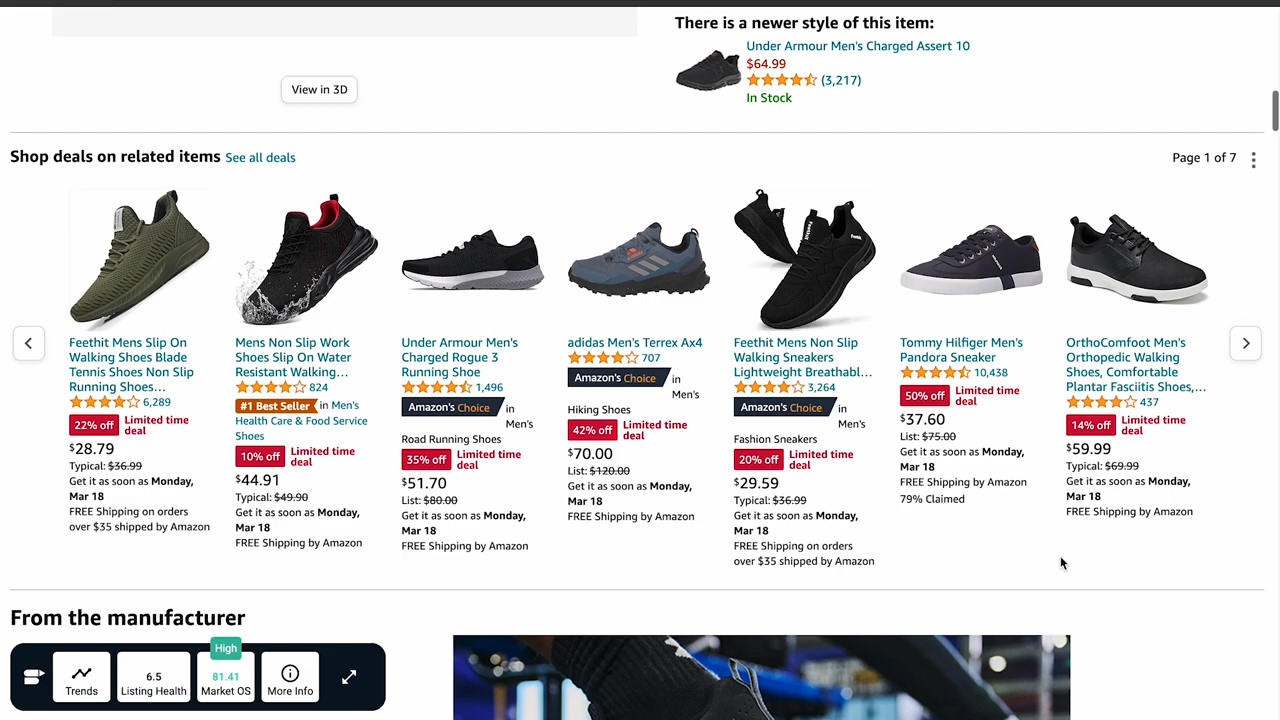 There is a newer style of this item:
Under Armour Men's Charged Assert 10
$64.99
(3,217)
In Stock
View in 3D
Shop deals on related items See all deals
Page 1 of 7
Feethit Mens Slip On
Walking Shoes Blade
Tennis Shoes Non Slip
Running Shoes…
6,289
22% off Limited time
deal
$28.79
Typical: $36.99
Get it as soon as Monday,
Mar 18
FREE Shipping on orders
over $35 shipped by Amazon
Mens Non Slip Work
Shoes Slip On Water
Resistant Walking…
824
#1 Best Seller in Men's
Health Care & Food Service
Shoes
10% off Limited time
deal
$44.91
Typical: $49.90
Get it as soon as Monday,
Mar 18
FREE Shipping by Amazon
Under Armour Men's
Charged Rogue 3
Running Shoe
1,496
Amazon's Choice in
Men's
Road Running Shoes
35% off Limited time
deal
$51.70
List: $80.00
Get it as soon as Monday,
Mar 18
FREE Shipping by Amazon
adidas Men's Terrex Ax4
707
Amazon's Choice in
Men's
Hiking Shoes
42% off Limited time
deal
$70.00
List: $120.00
Get it as soon as Monday,
Mar 18
FREE Shipping by Amazon
Feethit
Feethit
Feethit Mens Non Slip
Walking Sneakers
Lightweight Breathabl…
3,264
Amazon's Choice in
Men's
Fashion Sneakers
20% off Limited time
deal
$29.59
Typical: $36.99
Get it as soon as Monday,
Mar 18
FREE Shipping on orders
over $35 shipped by Amazon
Tommy Hilfiger Men's
Pandora Sneaker
10,438
50% off Limited time
deal
$37.60
List: $75.00
Get it as soon as Monday,
Mar 18
FREE Shipping by Amazon
79% Claimed
OrthoComfoot Men's
Orthopedic Walking
Shoes, Comfortable
Plantar Fasciitis Shoes,…
437
14% off Limited time
deal
$59.99
Typical: $69.99
Get it as soon as Monday,
Mar 18
FREE Shipping by Amazon
From the manufacturer
High
Trends
6.5
Listing Health
81.41
Market OS
More Info